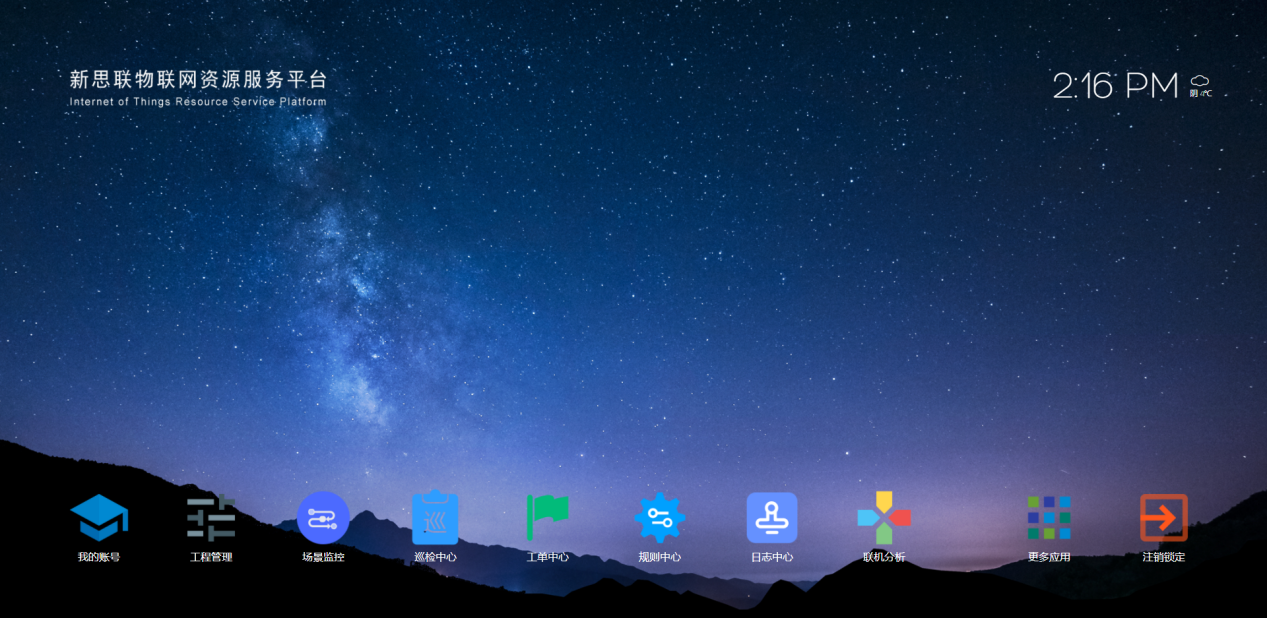 新思联物联网资源服务平台
Internet of Things Resource Service Platform
2:16 PM
阴 4℃
我的账号
工程管理
场景监控
巡检中心
工单中心
规则中心
日志中心
联机分析
更多应用
注销锁定